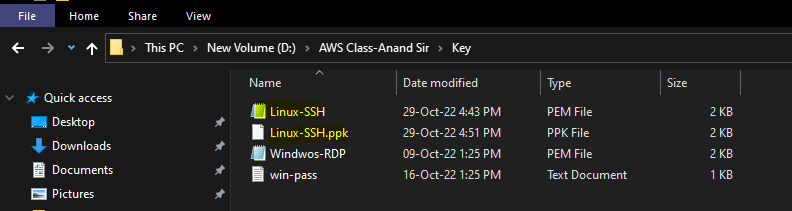 File Home Share View
This PC > New Volume (D:) > AWS Class-Anand Sir > Key
Name Date modified Type Size
Quick access
Linux-SSH 29-Oct-22 4:43 PM PEM File 2 KB
Desktop
Linux-SSH.ppk 29-Oct-22 4:51 PM PPK File 2 KB
Downloads
Windwos-RDP 09-Oct-22 1:25 PM PEM File 2 KB
Documents
win-pass 16-Oct-22 1:25 PM Text Document 1 KB
Pictures